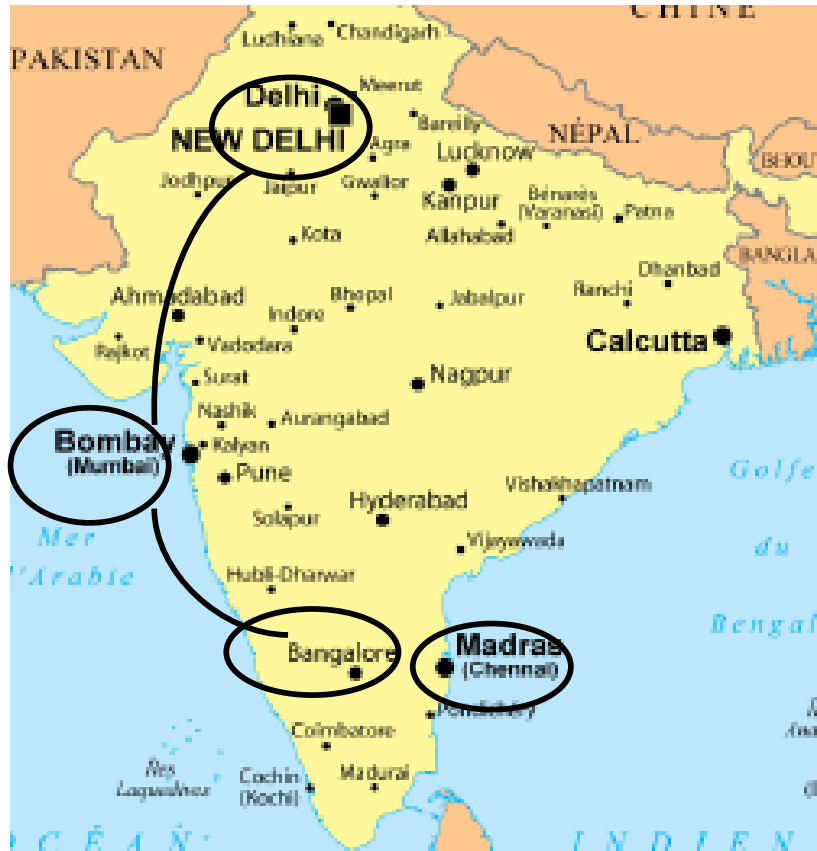 CHINE
Ludhiana
Chandigarh
PAKISTAN
Meerut
Delhi
NEW DELHI
Bareilly
Agra
NÉPAL
Lucknow
BHOU
Jodhpur
Jaipur
Gwalior
Kanpur
Bénarès
(Varanasi)
Patna
Allahabad
Kota
BANGLA
Dhanbad
Ahmadabad
Bhopal
Jabalpur
Ranchi
Indore
Rajkot
Vadodara
Calcutta
Surat
Nagpur
Nashik
Aurangabad
Bombay
(Mumbai)
Kalyan
Pune
Golfe
Vishakhapatnam
Hyderabad
Solapur
Mer
d'Arabie
Vijayawada
du
Hubli-Dharwar
Bengal
Bangalore
Madras
(Chennai)
Pondichéry
Coimbatore
Îles
Laquedives
Cochin
(Kochi)
Madurai
OCÉAN
INDIEN